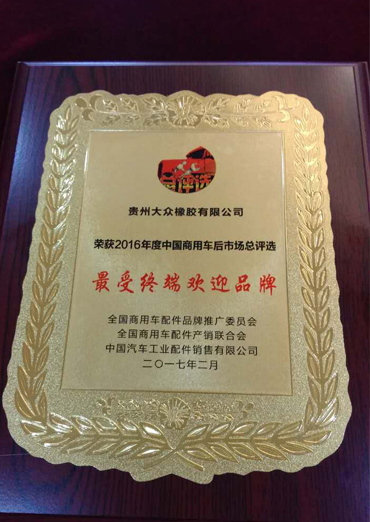 总评选
贵州大众橡胶有限公司
荣获2016年度中国商用车后市场总评选
最受终端欢迎品牌
全国商用车配件品牌推广委员会
全国商用车配件产销联合会
中国汽车工业配件销售有限公司
二〇一七年二月